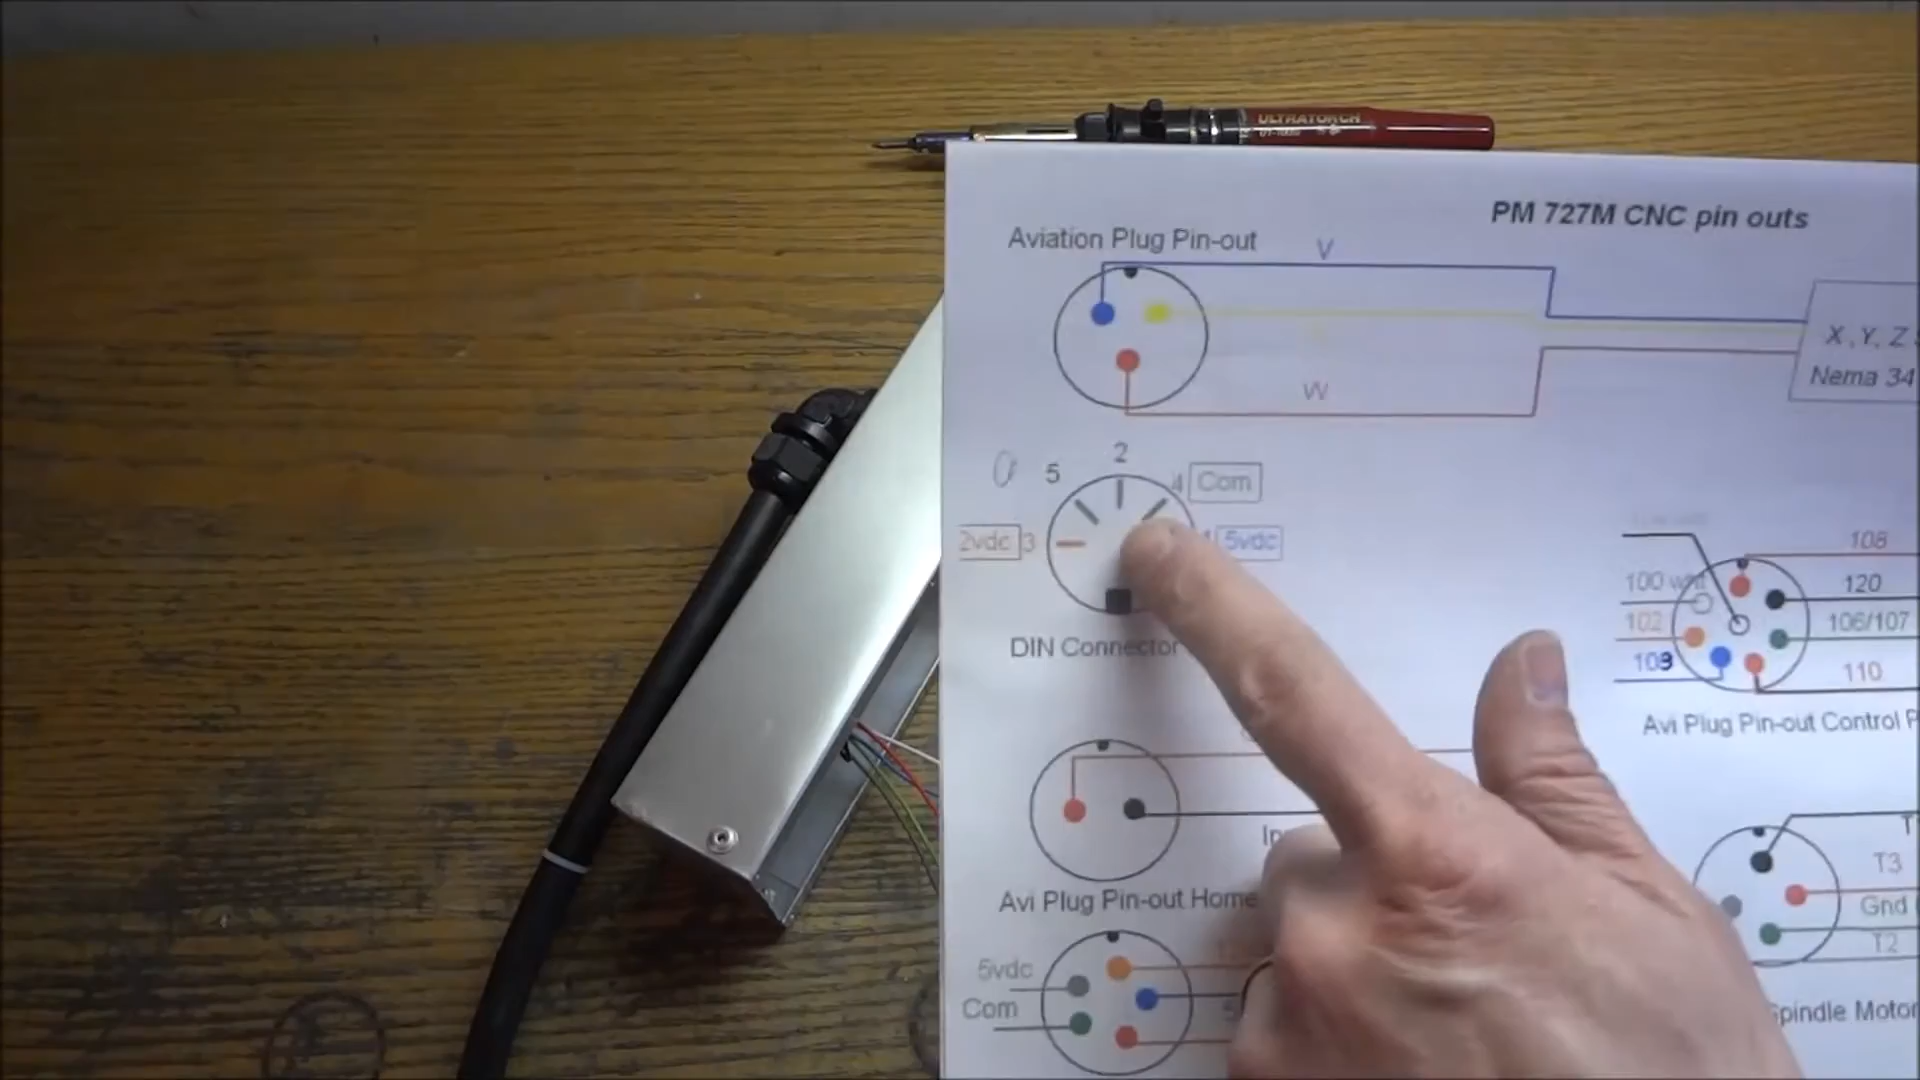 ULTRATORCH
PM 727M CNC pin outs
Aviation Plug Pin-out
V
X ,Y, Z
Nema 34
W
2
5
4 Com
2vdc 3
5vdc
DIN Connector
108
100 wht
120
102
106/107
109
110
Avi Plug Pin-out Control P
Avi Plug Pin-out Home
T3
Gnd
T2
5vdc
Com
Spindle Motor